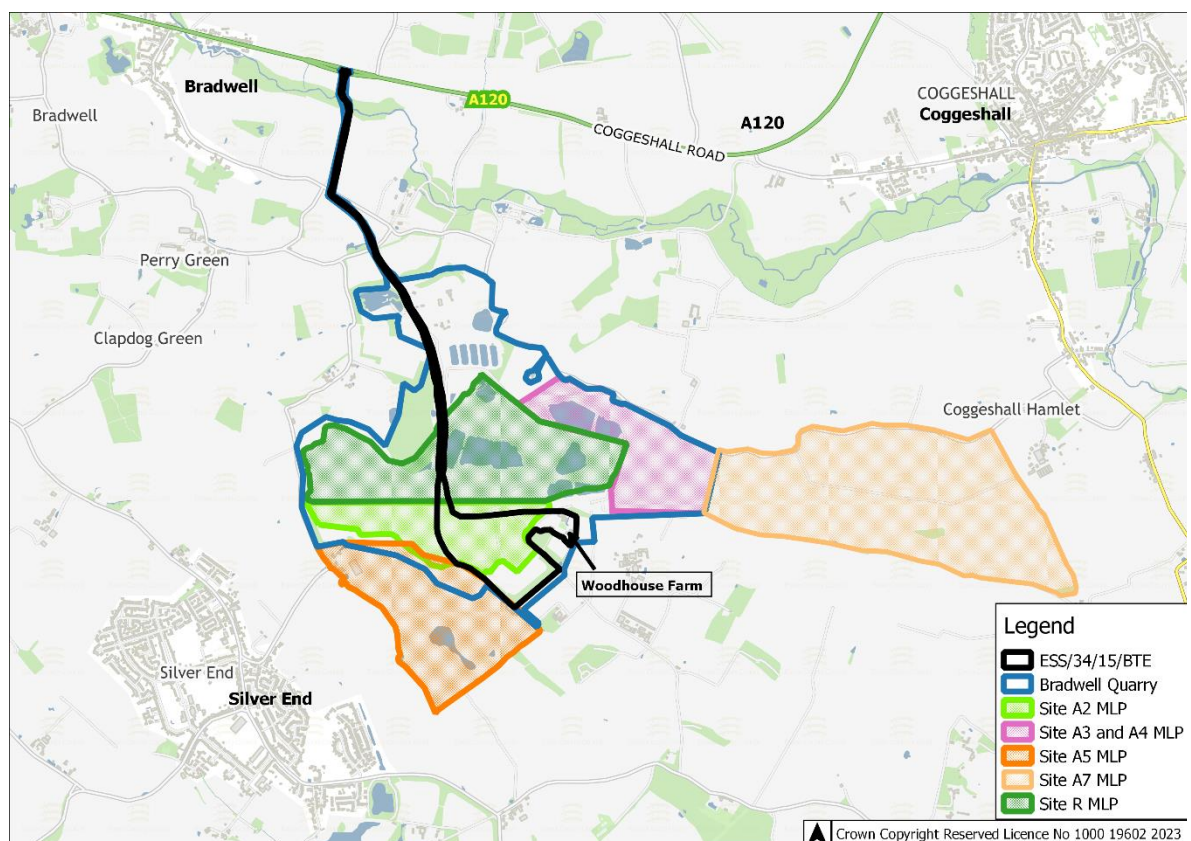 Bradwell
Bradwell
A120
COGGESHALL ROAD
A120
COGGESHALL
Coggeshall
Perry Green
Clapdog Green
Coggeshall Hamlet
Woodhouse Farm
Silver End
Silver End
Legend
ESS/34/15/BTE
Bradwell Quarry
Site A2 MLP
Site A3 and A4 MLP
Site A5 MLP
Site A7 MLP
Site R MLP
Crown Copyright Reserved Licence No 1000 19602 2023